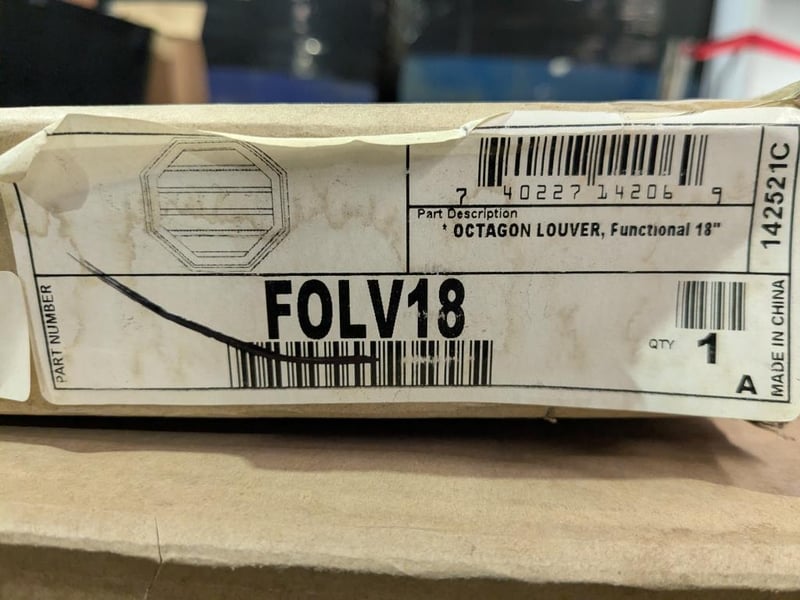 7 40227 14206 9
Part Description
* OCTAGON LOUVER, Functional 18"
142521C
PART NUMBER
FOLV18
QTY 1
A
MADE IN CHINA